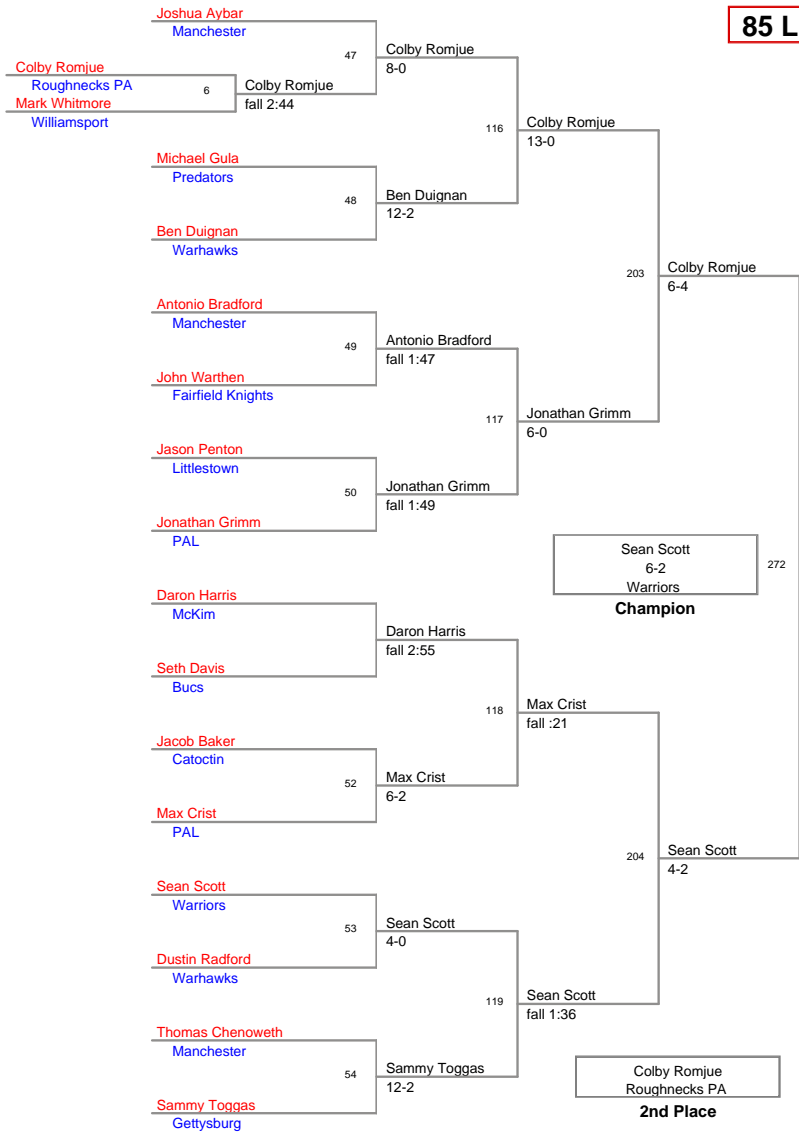 Joshua Aybar
Manchester
85 L
47
Colby Romjue
8-0
Colby Romjue
Roughnecks PA
6
Colby Romjue
fall 2:44
Mark Whitmore
Williamsport
116
Colby Romjue
13-0
Michael Gula
Predators
48
Ben Duignan
12-2
Ben Duignan
Warhawks
203
Colby Romjue
6-4
Antonio Bradford
Manchester
49
Antonio Bradford
fall 1:47
John Warthen
Fairfield Knights
117
Jonathan Grimm
6-0
Jason Penton
Littlestown
50
Jonathan Grimm
fall 1:49
Jonathan Grimm
PAL
Sean Scott
6-2
Warriors
272
Champion
Daron Harris
McKim
Daron Harris
fall 2:55
Seth Davis
Bucs
118
Max Crist
fall :21
Jacob Baker
Catoctin
52
Max Crist
6-2
Max Crist
PAL
204
Sean Scott
4-2
Sean Scott
Warriors
53
Sean Scott
4-0
Dustin Radford
Warhawks
119
Sean Scott
fall 1:36
Thomas Chenoweth
Manchester
54
Sammy Toggas
12-2
Sammy Toggas
Gettysburg
Colby Romjue
Roughnecks PA
2nd Place